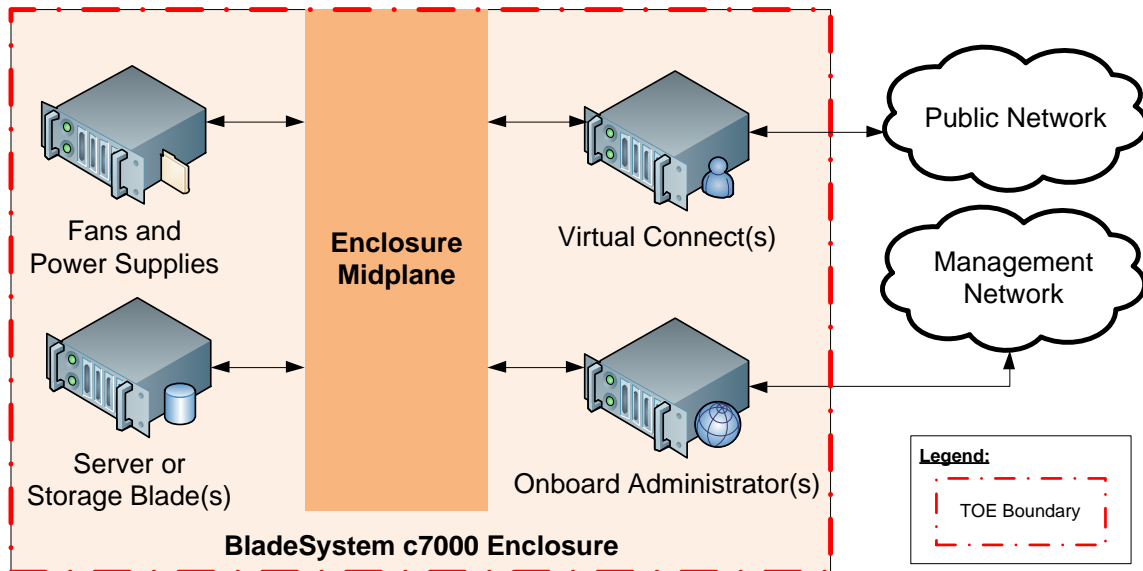 Fans and
Power Supplies
Enclosure
Midplane
Virtual Connect(s)
Public Network
Management
Network
Server or
Storage Blade(s)
Onboard Administrator(s)
BladeSystem c7000 Enclosure
Legend:
TOE Boundary